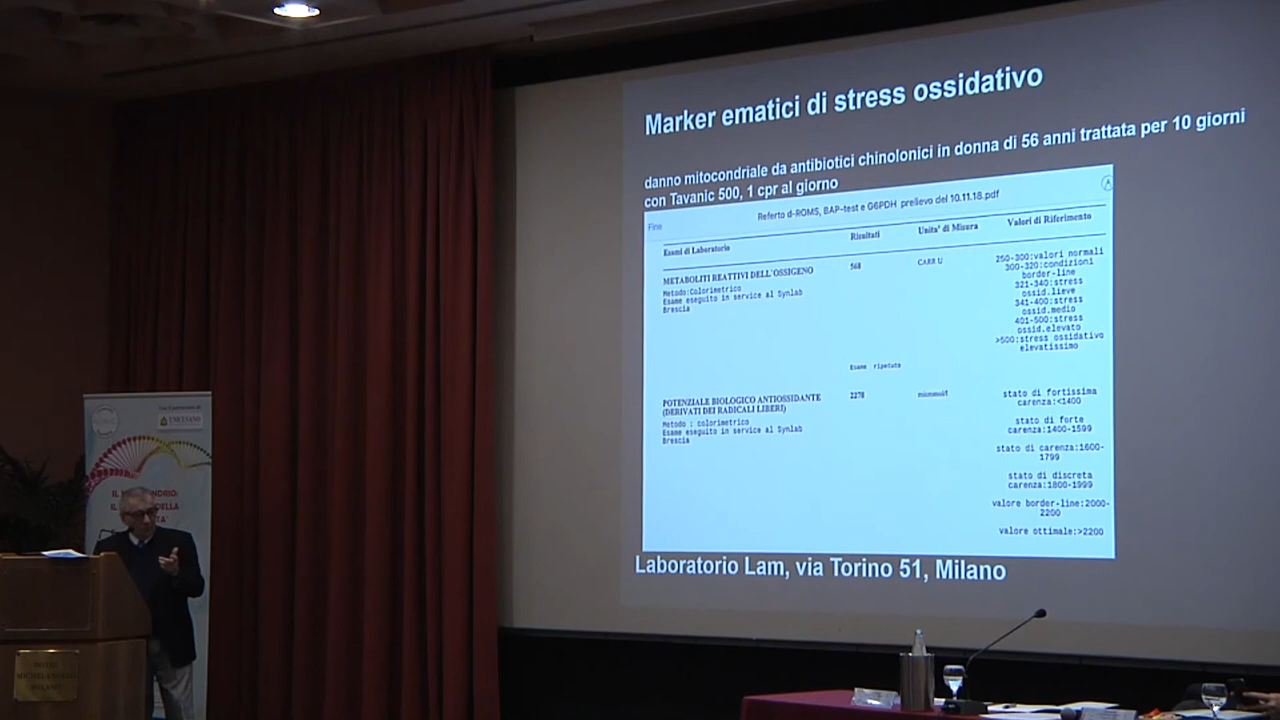 Marker ematici di stress ossidativo
danno mitocondriale da antibiotici chinolonici in donna di 56 anni trattata per 10 giorni
con Tavanic 500, 1 cpr al giorno
Referto d-ROMS, BAP-test e G6PDH prelievo del 10.11.18.pdf
Fine
Esami di Laboratorio Risultati Unita' di Misura Valori di Riferimento
METABOLITI REATTIVI DELL'OSSIGENO 568 CARR U 250-300:valori normali
Metodo:Colorimetrico 300-320:condizioni
Esame eseguito in service al Synlab border-line
Brescia 321-340:stress
ossid.lieve
341-400:stress
ossid.medio
401-500:stress
ossid.elevato
>500:stress ossidativo
elevatissimo
Esame ripetuto
POTENZIALE BIOLOGICO ANTIOSSIDANTE 2278 stato di fortissima
(DERIVATI DEI RADICALI LIBERI) carenza:<1400
Metodo : colorimetrico stato di forte
Esame eseguito in service al Synlab carenza:1400-1599
Brescia stato di carenza:1600-
1799
stato di discreta
carenza:1800-1999
valore border-line:2000-
2200
valore ottimale:>2200
Laboratorio Lam, via Torino 51, Milano
HOTEL
MICHELANGELO
MILANO